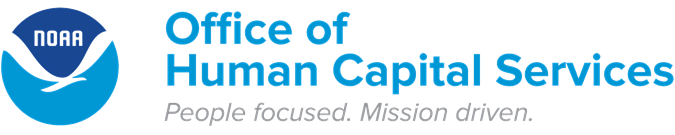 NOAA
Office of
Human Capital Services
People focused. Mission driven.